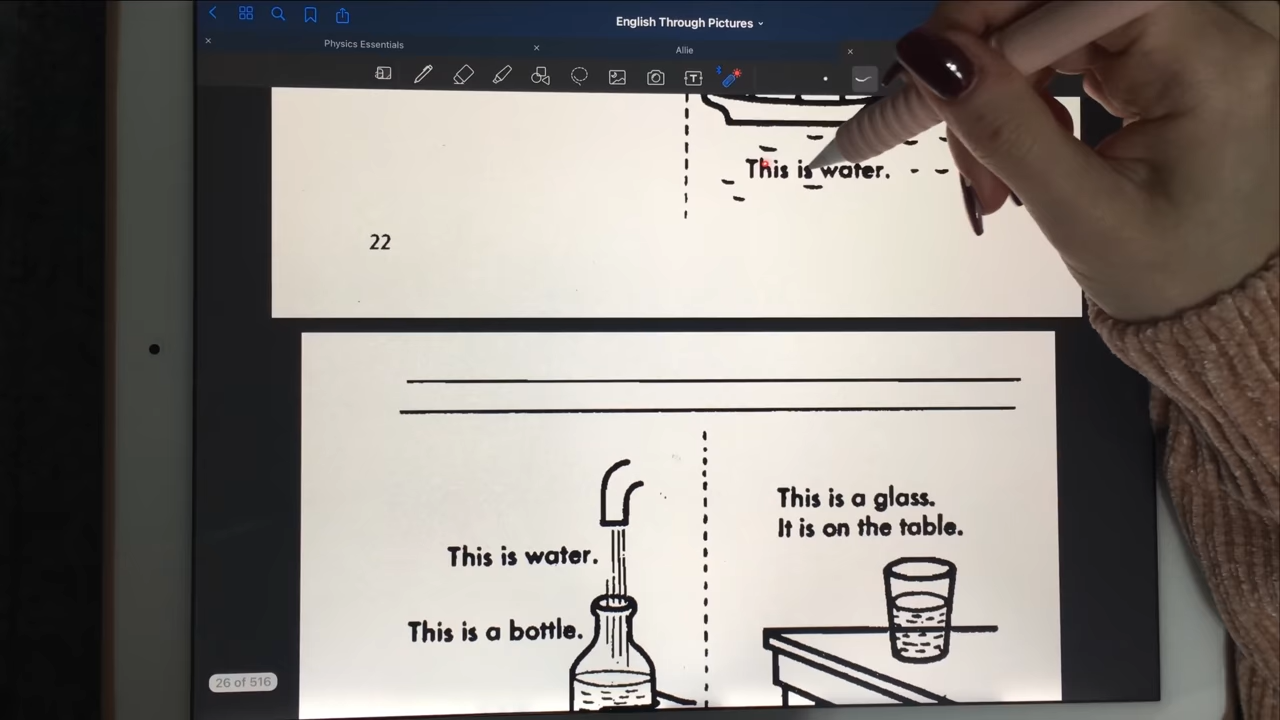 English Through Pictures
Physics Essentials
Allie
T
This is water.
22
This is water.
This is a bottle.
This is a glass.
It is on the table.
26 of 516